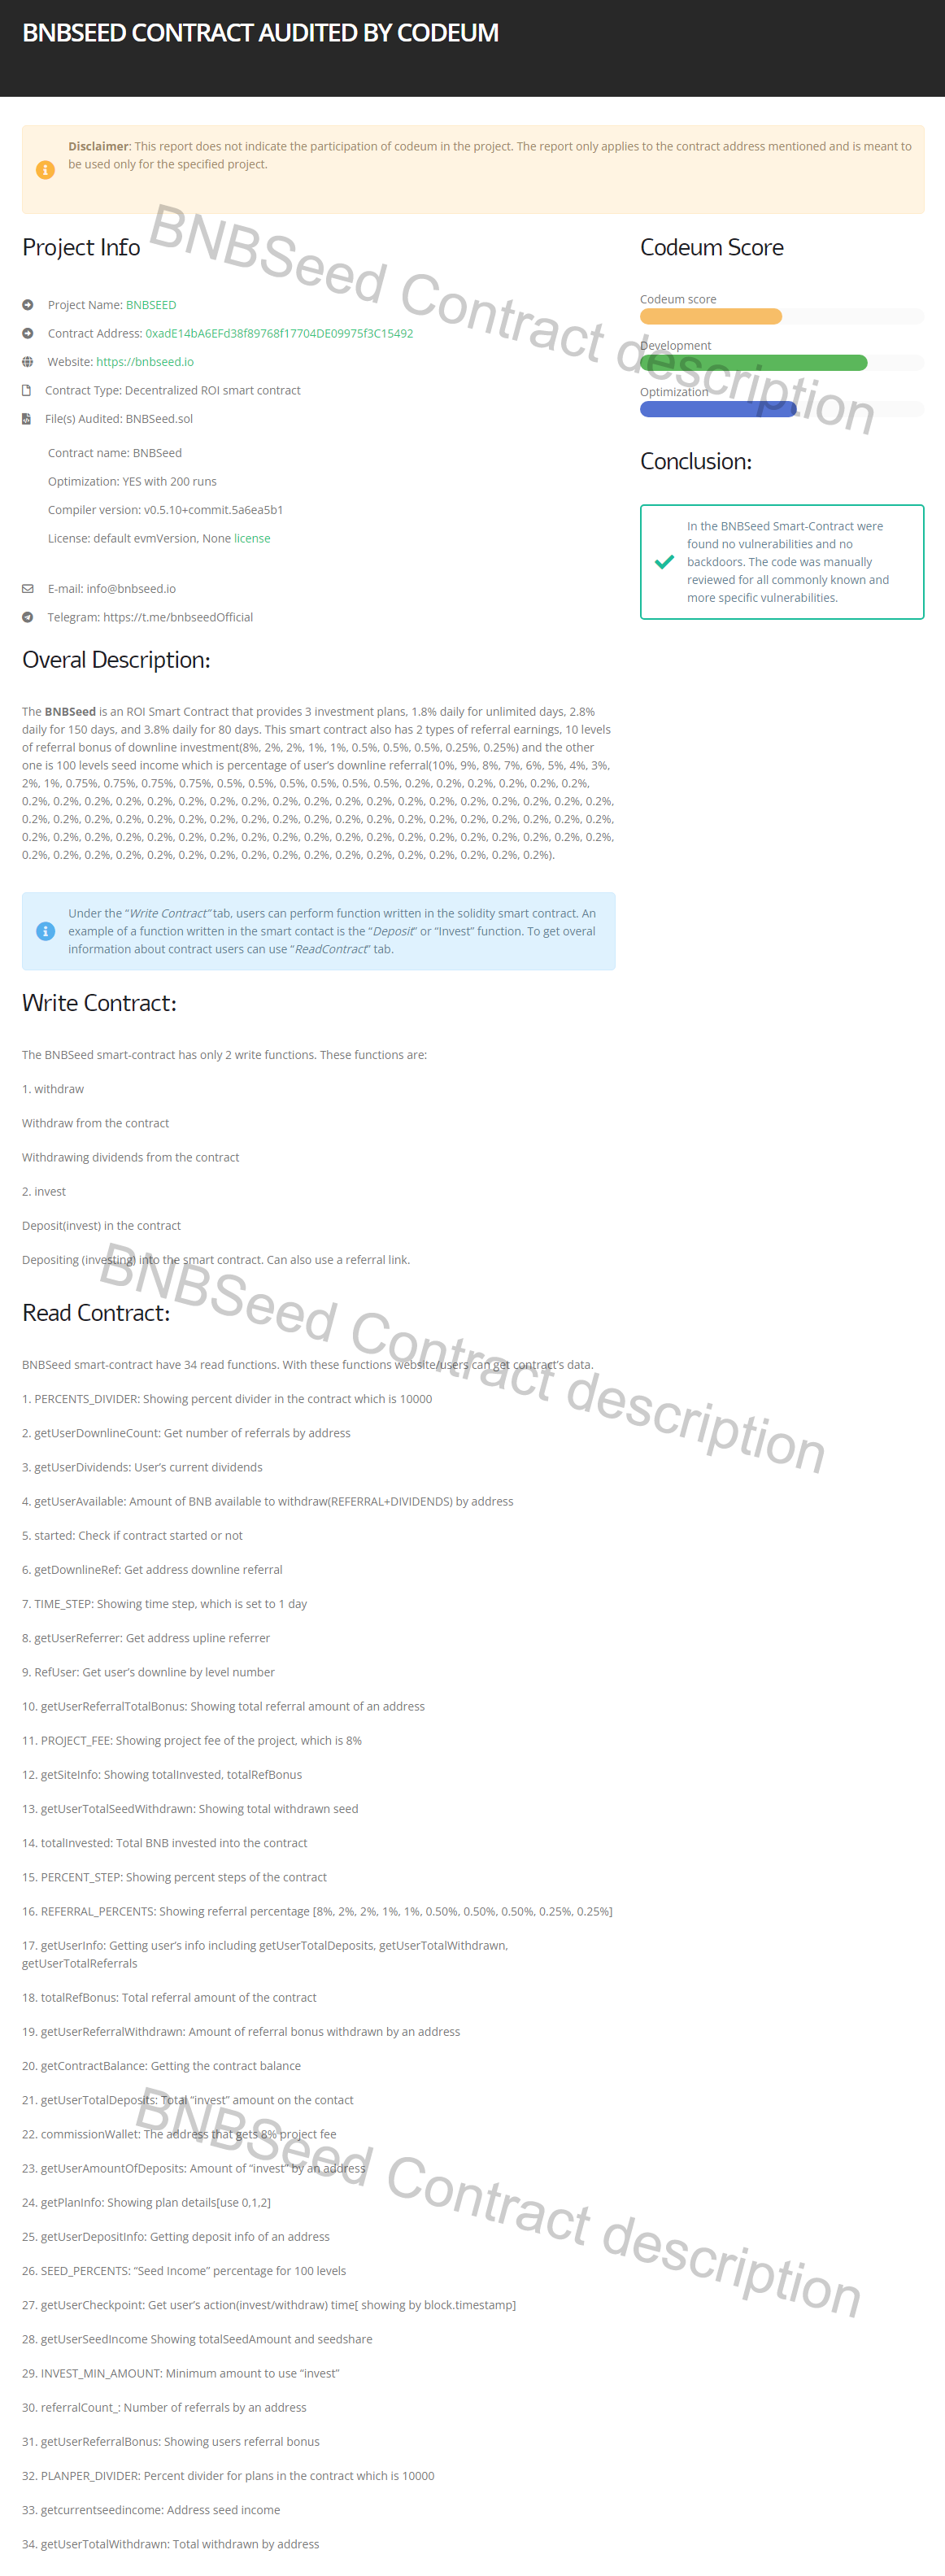 BNBSEED CONTRACT AUDITED BY CODEUM
Disclaimer: This report does not indicate the participation of codeum in the project. The report only applies to the contract address mentioned and is meant to
be used only for the specified project.
BNBSeed Contract description
Project Info
Project Name: BNBSEED
Contract Address: 0xadE14bA6EFd38f89768f17704DE09975f3C15492
Website: https://bnbseed.io
Contract Type: Decentralized ROI smart contract
File(s) Audited: BNBSeed.sol
Contract name: BNBSeed
Optimization: YES with 200 runs
Compiler version: v0.5.10+commit.5a6ea5b1
License: default evmVersion, None license
E-mail: info@bnbseed.io
Telegram: https://t.me/bnbseedOfficial
Codeum Score
Codeum score
Development
Optimization
Conclusion:
In the BNBSeed Smart-Contract were
found no vulnerabilities and no
backdoors. The code was manually
reviewed for all commonly known and
more specific vulnerabilities.
Overal Description:
The BNBSeed is an ROI Smart Contract that provides 3 investment plans, 1.8% daily for unlimited days, 2.8%
daily for 150 days, and 3.8% daily for 80 days. This smart contract also has 2 types of referral earnings, 10 levels
of referral bonus of downline investment(8%, 2%, 2%, 1%, 1%, 0.5%, 0.5%, 0.5%, 0.25%, 0.25%) and the other
one is 100 levels seed income which is percentage of user's downline referral(10%, 9%, 8%, 7%, 6%, 5%, 4%, 3%,
2%, 1%, 0.75%, 0.75%, 0.75%, 0.75%, 0.5%, 0.5%, 0.5%, 0.5%, 0.5%, 0.5%, 0.2%, 0.2%, 0.2%, 0.2%, 0.2%, 0.2%,
0.2%, 0.2%, 0.2%, 0.2%, 0.2%, 0.2%, 0.2%, 0.2%, 0.2%, 0.2%, 0.2%, 0.2%, 0.2%, 0.2%, 0.2%, 0.2%, 0.2%, 0.2%, 0.2%,
0.2%, 0.2%, 0.2%, 0.2%, 0.2%, 0.2%, 0.2%, 0.2%, 0.2%, 0.2%, 0.2%, 0.2%, 0.2%, 0.2%, 0.2%, 0.2%, 0.2%, 0.2%, 0.2%,
0.2%, 0.2%, 0.2%, 0.2%, 0.2%, 0.2%, 0.2%, 0.2%, 0.2%, 0.2%, 0.2%, 0.2%, 0.2%, 0.2%, 0.2%, 0.2%, 0.2%, 0.2%, 0.2%,
0.2%, 0.2%, 0.2%, 0.2%, 0.2%, 0.2%, 0.2%, 0.2%, 0.2%, 0.2%, 0.2%, 0.2%, 0.2%, 0.2%, 0.2%, 0.2%, 0.2%).
Under the “Write Contract” tab, users can perform function written in the solidity smart contract. An
example of a function written in the smart contact is the “Deposit” or “Invest” function. To get overal
information about contract users can use “ReadContract” tab.
Write Contract:
The BNBSeed smart-contract has only 2 write functions. These functions are:
1. withdraw
Withdraw from the contract
Withdrawing dividends from the contract
2. invest
Deposit(invest) in the contract
Depositing (investing) into the smart contract. Can also use a referral link.
BNBSeed Contract description
Read Contract:
BNBSeed smart-contract have 34 read functions. With these functions website/users can get contract's data.
1. PERCENTS_DIVIDER: Showing percent divider in the contract which is 10000
2. getUserDownlineCount: Get number of referrals by address
3. getUserDividends: User's current dividends
4. getUserAvailable: Amount of BNB available to withdraw(REFERRAL+DIVIDENDS) by address
5. started: Check if contract started or not
6. getDownlineRef: Get address downline referral
7. TIME_STEP: Showing time step, which is set to 1 day
8. getUserReferrer: Get address upline referrer
9. RefUser: Get user's downline by level number
10. getUserReferralTotalBonus: Showing total referral amount of an address
11. PROJECT_FEE: Showing project fee of the project, which is 8%
12. getSiteInfo: Showing totalInvested, totalRefBonus
13. getUserTotalSeedWithdrawn: Showing total withdrawn seed
14. totalInvested: Total BNB invested into the contract
15. PERCENT_STEP: Showing percent steps of the contract
16. REFERRAL_PERCENTS: Showing referral percentage [8%, 2%, 2%, 1%, 1%, 0.50%, 0.50%, 0.50%, 0.25%, 0.25%]
17. getUserInfo: Getting user's info including getUserTotalDeposits, getUserTotalWithdrawn,
getUserTotalReferrals
18. totalRefBonus: Total referral amount of the contract
19. getUserReferralWithdrawn: Amount of referral bonus withdrawn by an address
20. getContractBalance: Getting the contract balance
21. getUserTotalDeposits: Total “invest” amount on the contact
22. commissionWallet: The address that gets 8% project fee
23. getUserAmountOfDeposits: Amount of “invest” by an address
BNBSeed Contract description
24. getPlanInfo: Showing plan details[use 0,1,2]
25. getUserDepositInfo: Getting deposit info of an address
26. SEED_PERCENTS: “Seed Income” percentage for 100 levels
27. getUserCheckpoint: Get user's action(invest/withdraw) time[ showing by block.timestamp]
28. getUserSeedIncome Showing totalSeedAmount and seedshare
29. INVEST_MIN_AMOUNT: Minimum amount to use “invest”
30. referralCount_: Number of referrals by an address
31. getUserReferralBonus: Showing users referral bonus
32. PLANPER_DIVIDER: Percent divider for plans in the contract which is 10000
33. getcurrentseedincome: Address seed income
34. getUserTotalWithdrawn: Total withdrawn by address